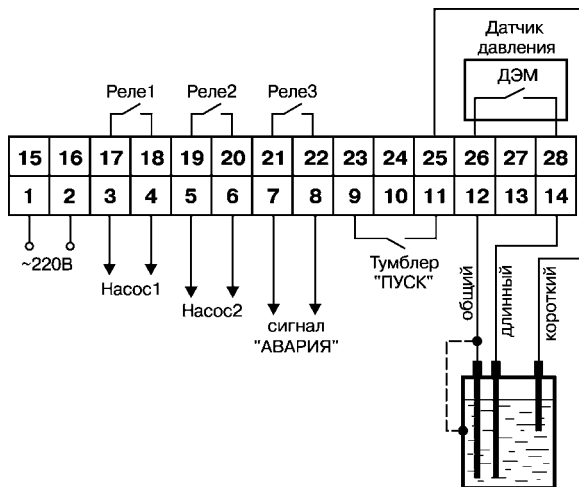 Датчик
давления
ДЭМ
Реле1 Реле2 Реле3
15 16 17 18 19 20 21 22 23 24 25 26 27 28
1 2 3 4 5 6 7 8 9 10 11 12 13 14
~220В
Насос1
Насос2
сигнал
"АВАРИЯ"
Тумблер
"ПУСК"
общий
длинный
короткий